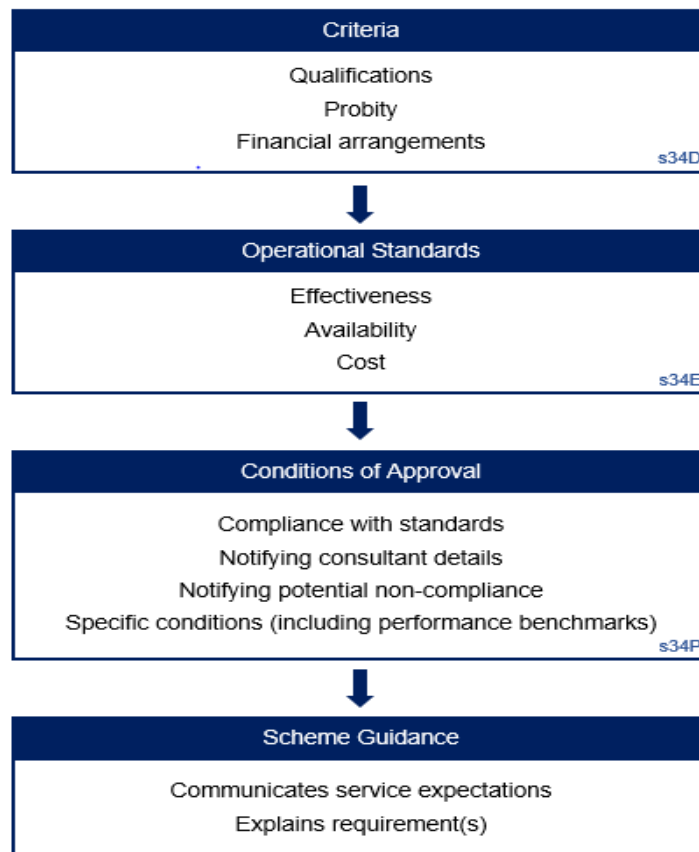 Criteria
Qualifications
Probity
Financial arrangements
s34D
Operational Standards
Effectiveness
Availability
Cost
s34E
Conditions of Approval
Compliance with standards
Notifying consultant details
Notifying potential non-compliance
Specific conditions (including performance benchmarks)
s34P
Scheme Guidance
Communicates service expectations
Explains requirement(s)